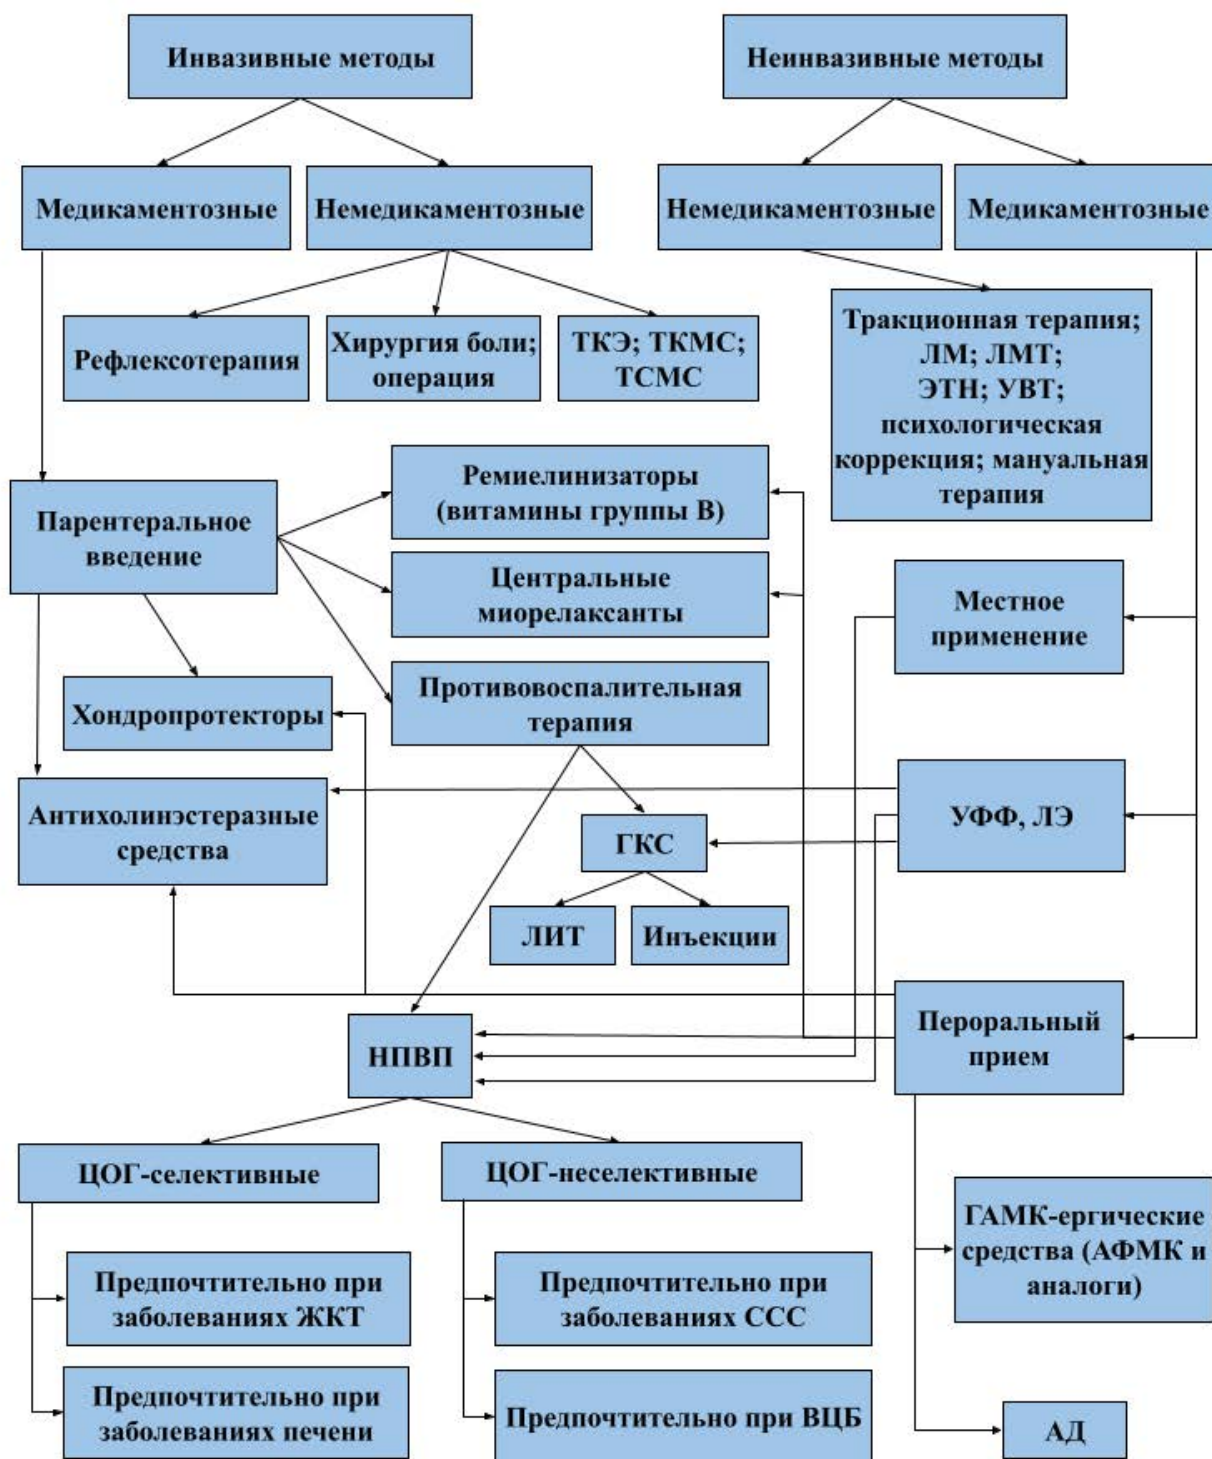 Инвазивные методы
Неинвазивные методы
Медикаментозные
Немедикаментозные
Немедикаментозные
Медикаментозные
Рефлексотерапия
Хирургия боли;
операция
ТКЭ; ТКМС;
ТСМС
Тракционная терапия;
ЛМ; ЛМТ;
ЭТН; УВТ;
психологическая
коррекция; мануальная
терапия
Парентеральное
введение
Ремиелинизаторы
(витамины группы В)
Центральные
миорелаксанты
Местное
применение
Противовоспалительная
терапия
Хондропротекторы
Антихолинэстеразные
средства
УФФ, ЛЭ
ГКС
ЛИТ
Инъекции
Пероральный
прием
НПВП
ЦОГ-селективные
ЦОГ-неселективные
ГАМК-ергические
средства (АФМК и
аналоги)
Предпочтительно при
заболеваниях ЖКТ
Предпочтительно при
заболеваниях ССС
Предпочтительно при
заболеваниях печени
Предпочтительно при ВЦБ
АД